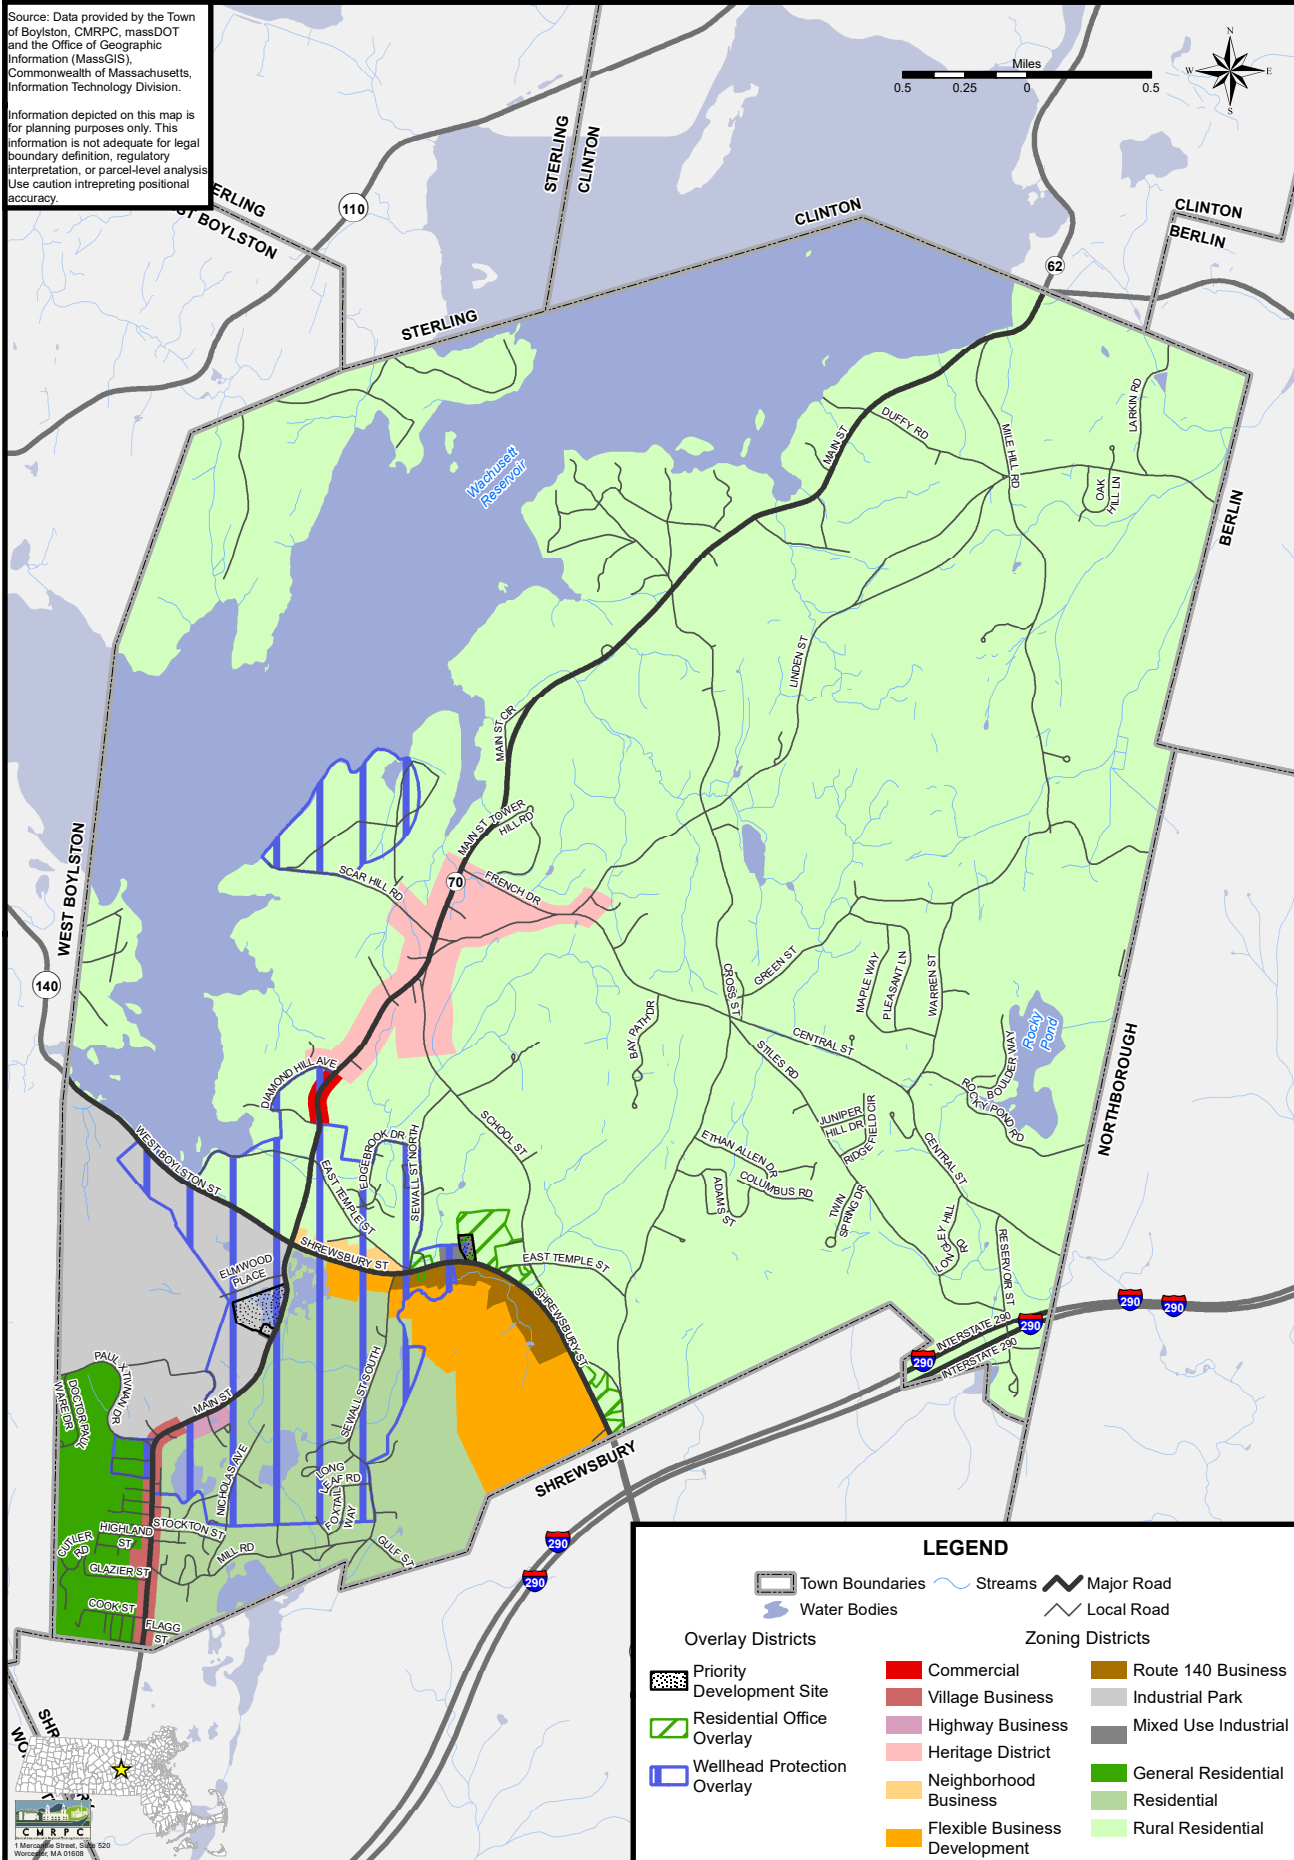 Source: Data provided by the Town
of Boylston, CMRPC, massDOT
and the Office of Geographic
Information (MassGIS),
Commonwealth of Massachusetts,
Information Technology Division.
Information depicted on this map is
for planning purposes only. This
information is not adequate for legal
boundary definition, regulatory
interpretation, or parcel-level analysis
Use caution intrepreting positional
accuracy.
Miles
0.5 0.25 0 0.5
N
W E
S
STERLING
CLINTON
ERLING
ST BOYLSTON
110
CLINTON
CLINTON
BERLIN
62
STERLING
LARKIN RD
DUFFY RD
MAIN ST
MILE HILL RD
OAK
HILL LN
BERLIN
Wachusett
Reservoir
LINDEN ST
MAIN ST CIR
MAIN ST
TOWER
HILL RD
WEST BOYLSTON
SCAR HILL RD
70
FRENCH DR
140
GREEN ST
CROSS ST
MAPLE WAY
PLEASANT LN
WARREN ST
BAY PATH DR
CENTRAL ST
STILES RD
Rocky
Pond
BOULDER WAY
ROCKY POND RD
NORTHBOROUGH
DIAMOND HILL AVE
WEST BOYLSTON ST
EDGEBROOK DR
SEWALL ST NORTH
SCHOOL ST
EAST TEMPLE ST
JUNIPER
HILL DR
RIDGEFIELD CIR
ETHAN ALLEN DR
COLUMBUS RD
ADAMS ST
TWIN
SPRING DR
CENTRAL ST
LONGLEY HILL
RD
RESERVOIR ST
SHREWSBURY ST
EAST TEMPLE ST
ELMWOOD
PLACE
SHREWSBURY ST
290
290
290
290
INTERSTATE 290
INTERSTATE 290
PAUL X TIVNAN DR
DOCTOR PAUL
WARE DR
MAIN ST
SEWALL ST SOUTH
NICHOLAS AVE
LONG
LEAF RD
FOXTAIL
WAY
SHREWSBURY
HIGHLAND
ST
STOCKTON ST
CUTLER
RD
MILL RD
GULF ST
GLAZIER ST
COOK ST
FLAGG
ST
290
290
SHR
WO
LEGEND
Town Boundaries Streams Major Road
Water Bodies Local Road
Overlay Districts
Priority
Development Site
Residential Office
Overlay
Wellhead Protection
Overlay
Zoning Districts
Commercial
Village Business
Highway Business
Heritage District
Neighborhood
Business
Flexible Business
Development
Route 140 Business
Industrial Park
Mixed Use Industrial
General Residential
Residential
Rural Residential
CMRPC
1 Mercantile Street, Suite 520
Worcester, MA 01608